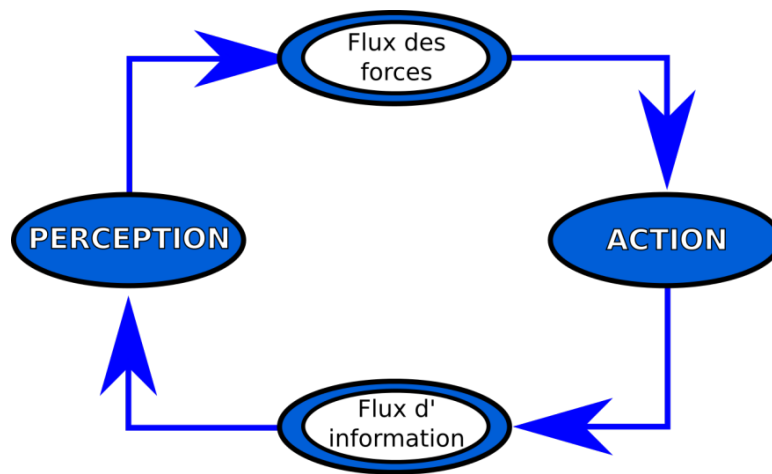 Flux des
forces
PERCEPTION
ACTION
Flux d'
information